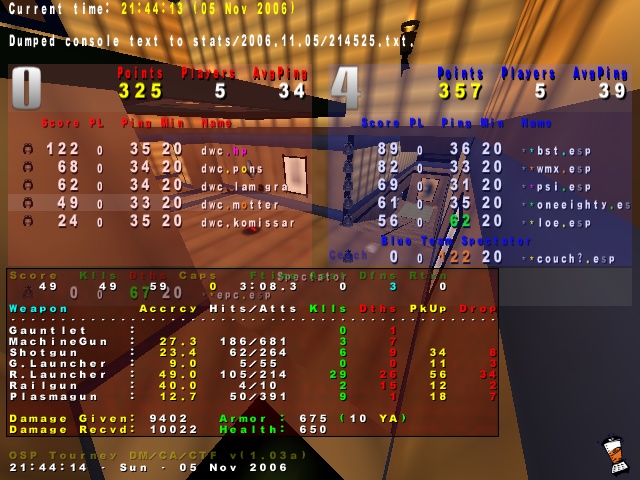 Current time: 21:44:13 (05 Nov 2006)
Dumped console text to stats/2006.11.05/214525.txt.
0 Points Players AvgPing 4 Points Players AvgPing
325 5 34 357 5 39
Score PL Ping Min Name Score PL Ping Min Name
122 0 35 20 dwc.hp 89 0 36 20 **bst.esp
68 0 34 20 dwc.pons 82 0 33 20 **wmx.esp
62 0 34 20 dwc.lamagra 69 0 31 20 **psi.esp
49 0 33 20 dwc.motter 61 0 35 20 **oneeighty.es
24 0 35 20 dwc.komissar 56 0 62 20 **loe.esp
Blue Team Spectator
Coach 0 0 122 20 **couch?.esp
Score Klls Dths Caps Spectator Dfns
49 49 59 0 3:08.3 0 3 0
0 0 67 20 epc.esp
Weapon Accrcy Hits/Atts Klls Dths PkUp Drop
Gauntlet : 0 1
MachineGun : 27.3 186/681 3 7
Shotgun : 23.4 62/264 6 9 34 6
G.Launcher : 9.0 5/55 0 0 11 3
R.Launcher : 49.0 105/214 29 26 56 34
Railgun : 40.0 4/10 2 15 12 2
Plasmagun : 12.7 50/391 9 1 18 7
Damage Given: 9402 Armor : 675 (10 YA)
Damage Recvd: 10022 Health: 650
OSP Tourney DM/CA/CTF v(1.03a)
21:44:14 - Sun - 05 Nov 2006